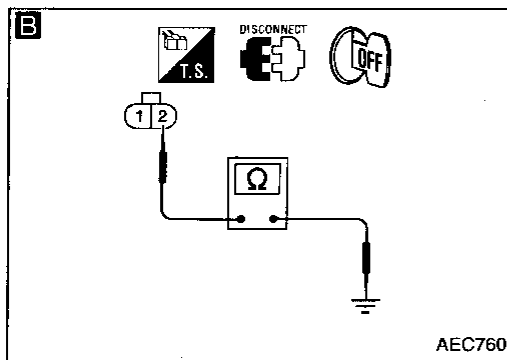 B
DISCONNECT
T.S.
OFF
1 2
Ω
AEC760